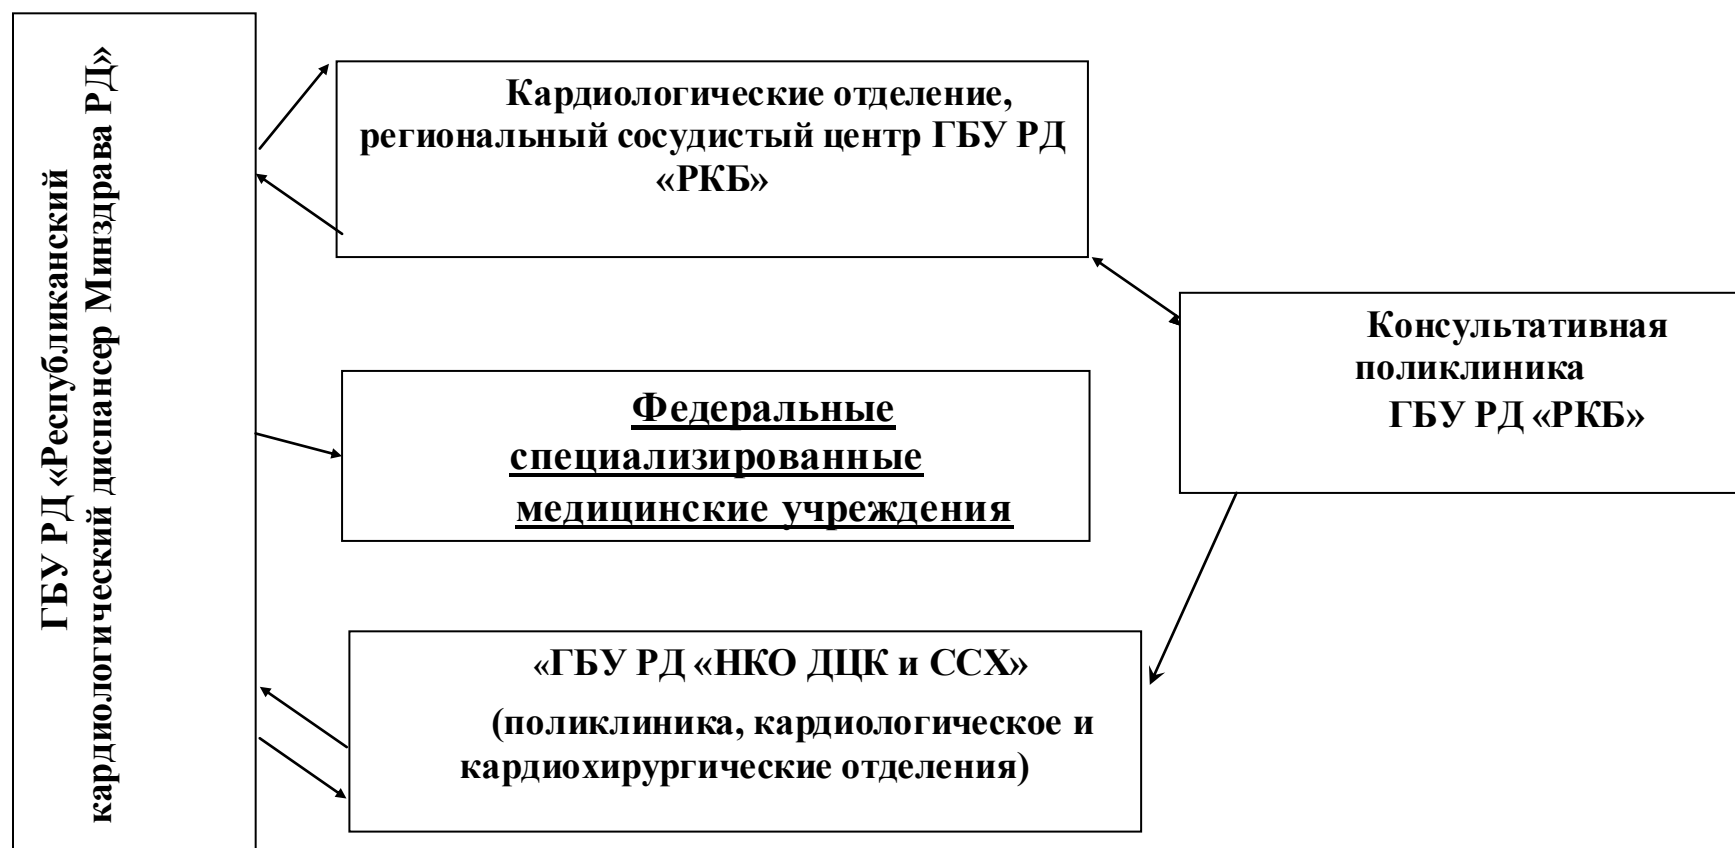 ГБУ РД «Республиканский
кардиологический диспансер Минздрава РД»
Кардиологические отделение,
региональный сосудистый центр ГБУ РД
«РКБ»
Консультативная
поликлиника
ГБУ РД «РКБ»
Федеральные
специализированные
медицинские учреждения
«ГБУ РД «НКО ДЦК и ССХ»
(поликлиника, кардиологическое и
кардиохирургические отделения)